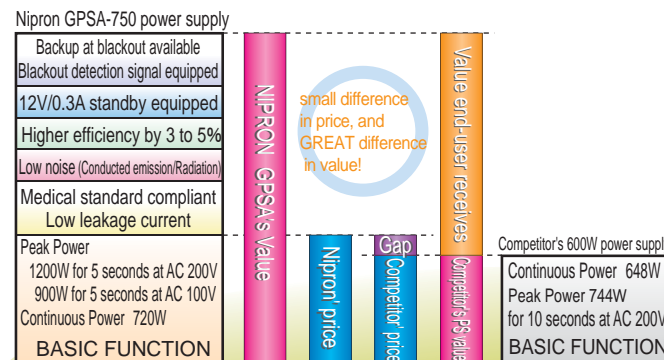 Nipron GPSA-750 power supply
Backup at blackout available
Blackout detection signal equipped
12V/0.3A standby equipped
Higher efficiency by 3 to 5%
Low noise (Conducted emission/Radiation)
Medical standard compliant
Low leakage current
Peak Power
1200W for 5 seconds at AC 200V
900W for 5 seconds at AC 100V
Continuous Power 720W
BASIC FUNCTION
NIPRON GPSA's Value
small difference
in price, and
GREAT difference
in value!
Nipron' price
Gap
Competitor' price
Value end-user receives
Competitor's PS value
Competitor's 600W power suppl
Continuous Power 648W
Peak Power 744W
for 10 seconds at AC 200V
BASIC FUNCTION